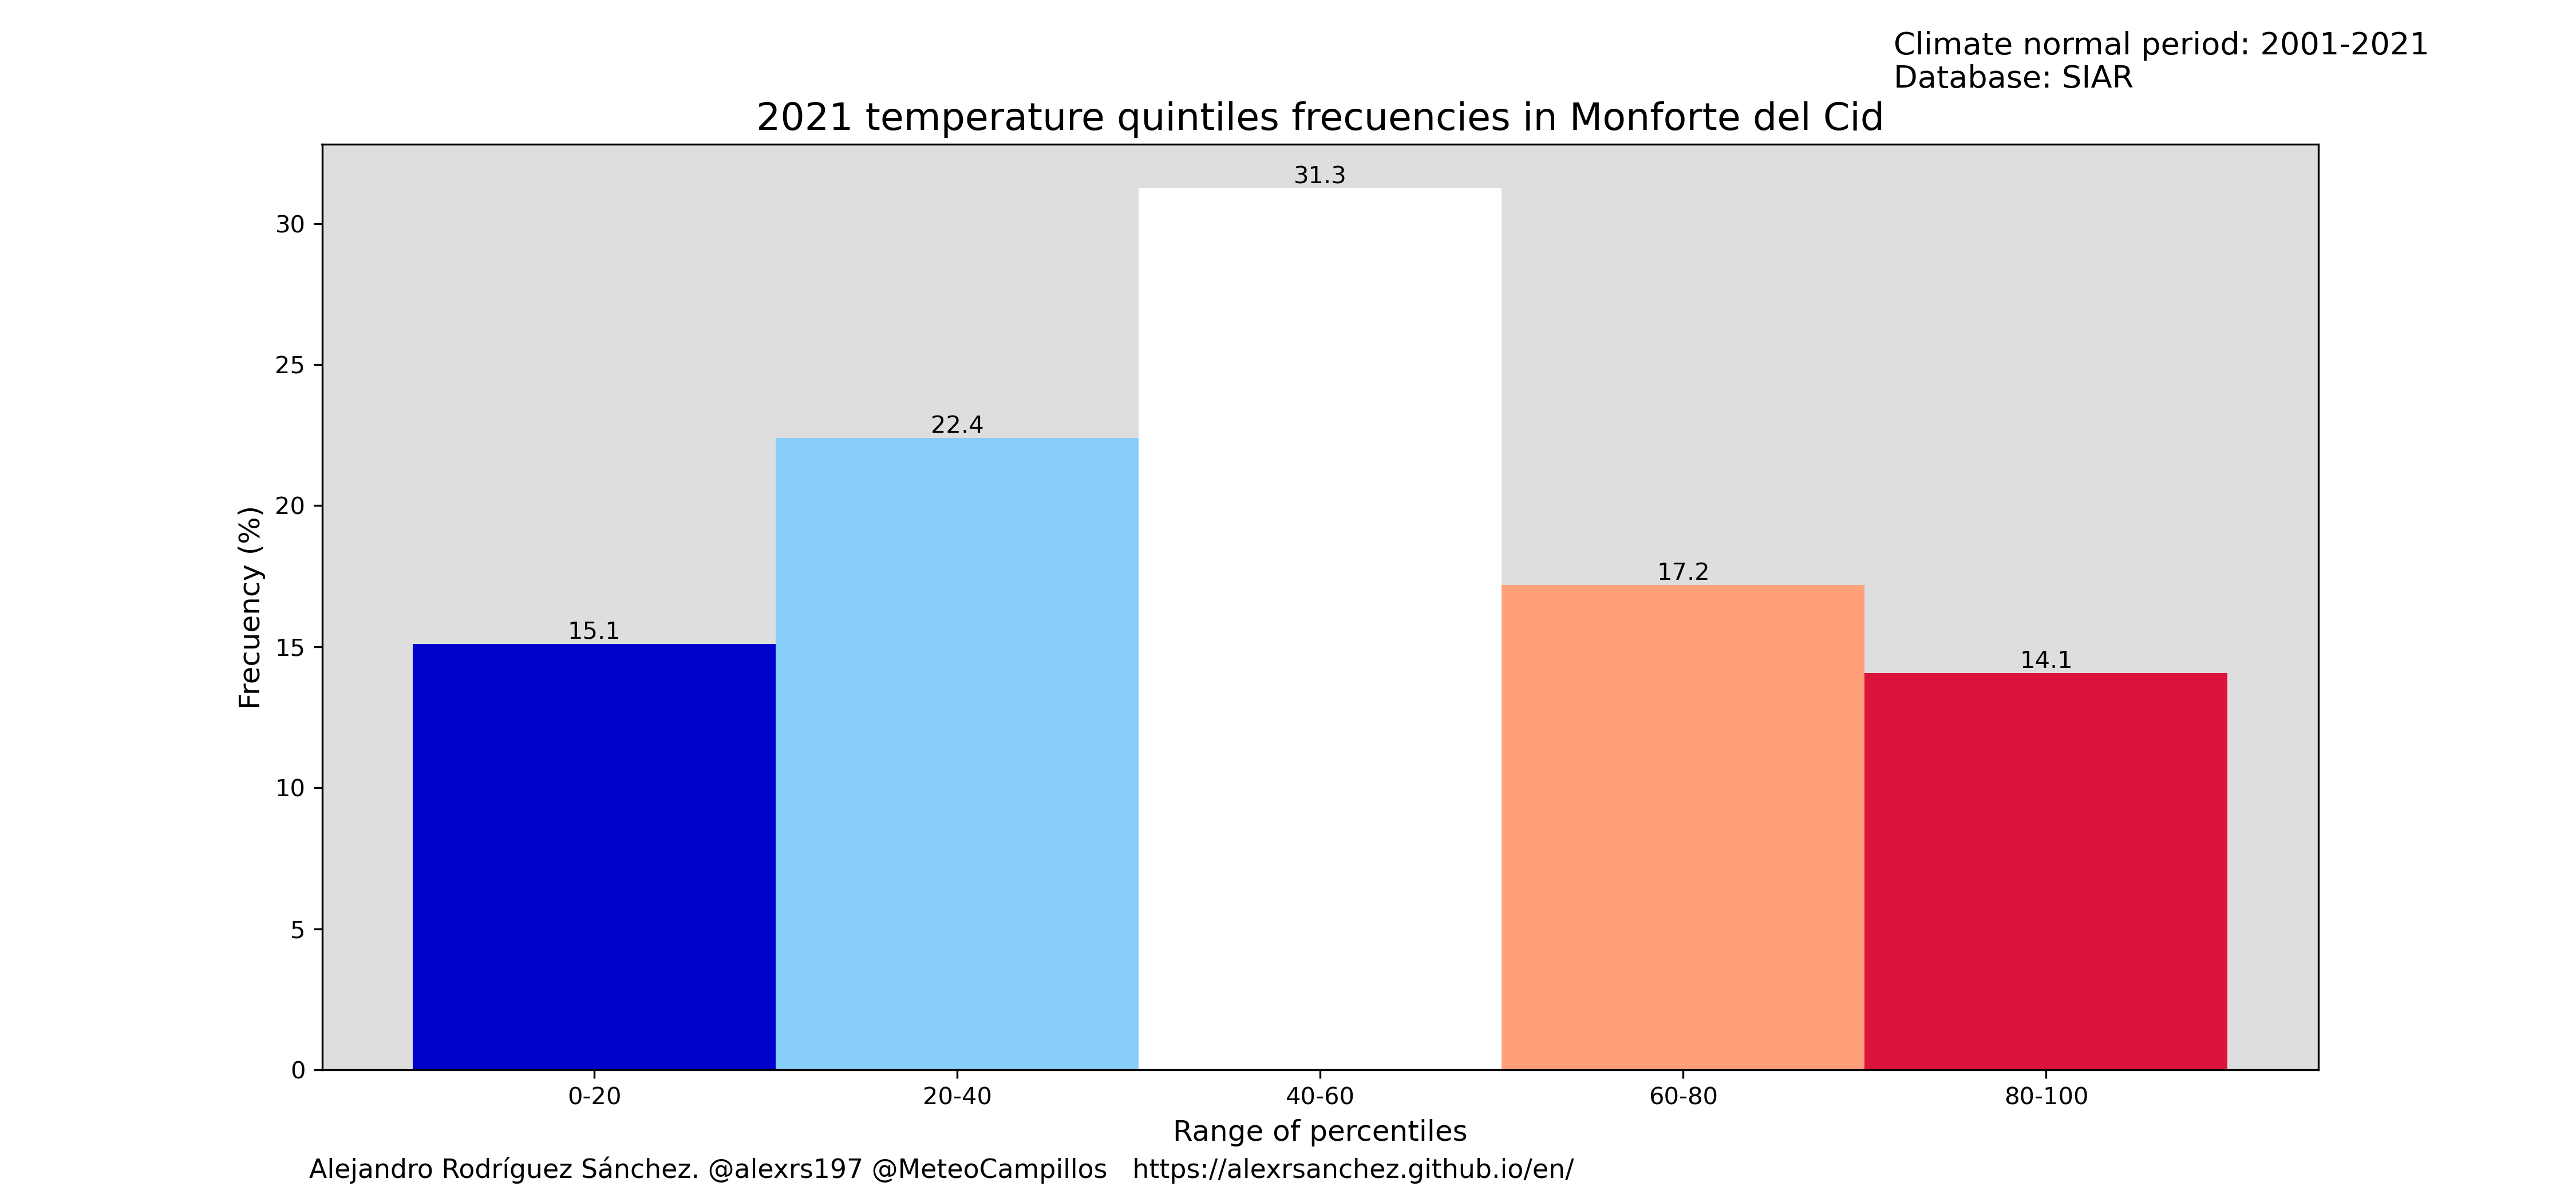 Climate normal period: 2001-2021
Database: SIAR
2021 temperature quintiles frecuencies in Monforte del Cid
31.3
30
25
22.4
20
17.2
15.1
15
14.1
10
5
0
Frecuency (%)
0-20 20-40 40-60 60-80 80-100
Range of percentiles
Alejandro Rodríguez Sánchez. @alexrs197 @MeteoCampillos https://alexrsanchez.github.io/en/